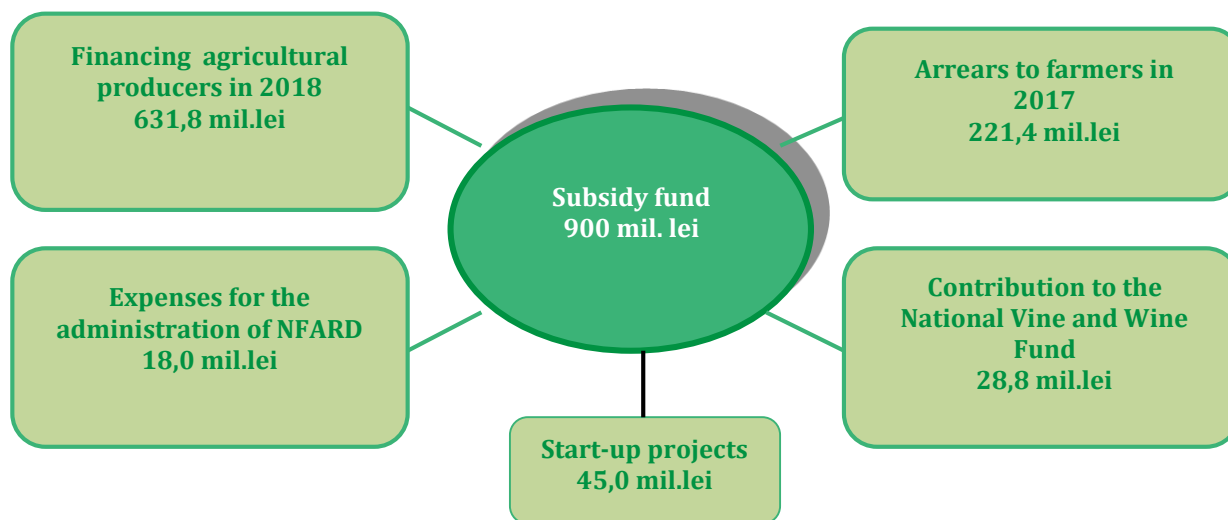 Financing agricultural
producers in 2018
631,8 mil.lei
Arrears to farmers in
2017
221,4 mil.lei
Subsidy fund
900 mil. lei
Expenses for the
administration of NFARD
18,0 mil.lei
Contribution to the
National Vine and Wine
Fund
28,8 mil.lei
Start-up projects
45,0 mil.lei